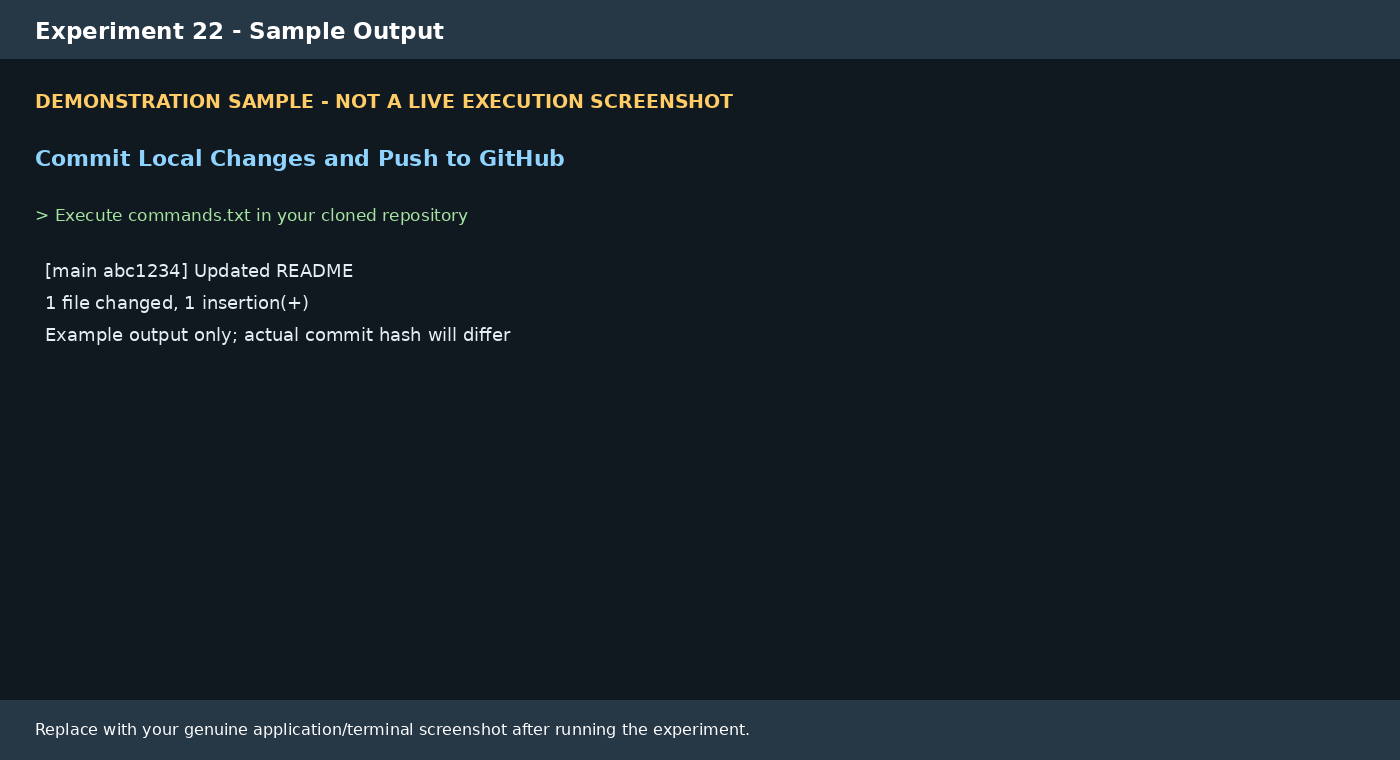 Experiment 22 - Sample Output
DEMONSTRATION SAMPLE - NOT A LIVE EXECUTION SCREENSHOT
Commit Local Changes and Push to GitHub
> Execute commands.txt in your cloned repository
[main abc1234] Updated README
1 file changed, 1 insertion(+)
Example output only; actual commit hash will differ
Replace with your genuine application/terminal screenshot after running the experiment.